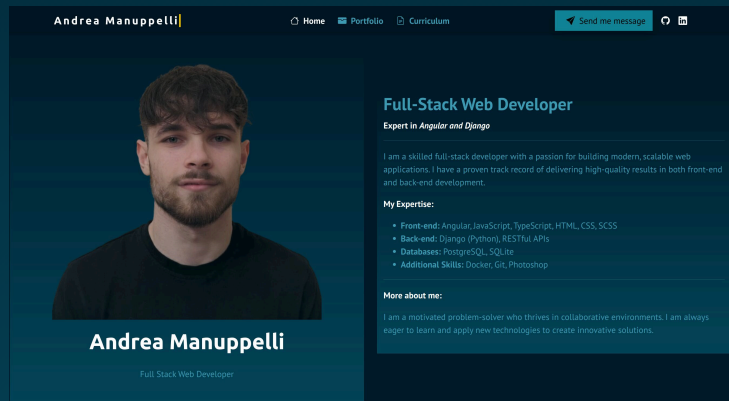 Andrea Manuppelli
Home
Portfolio
Curriculum
Send me message
Andrea Manuppelli
Full Stack Web Developer
Full-Stack Web Developer
Expert in Angular and Django
I am a skilled full-stack developer with a passion for building modern, scalable web
applications. I have a proven track record of delivering high-quality results in both front-end
and back-end development.
My Expertise:
• Front-end: Angular, JavaScript, TypeScript, HTML, CSS, SCSS
• Back-end: Django (Python), RESTful APIs
• Databases: PostgreSQL, SQLite
• Additional Skills: Docker, Git, Photoshop
More about me:
I am a motivated problem-solver who thrives in collaborative environments. I am always
eager to learn and apply new technologies to create innovative solutions.